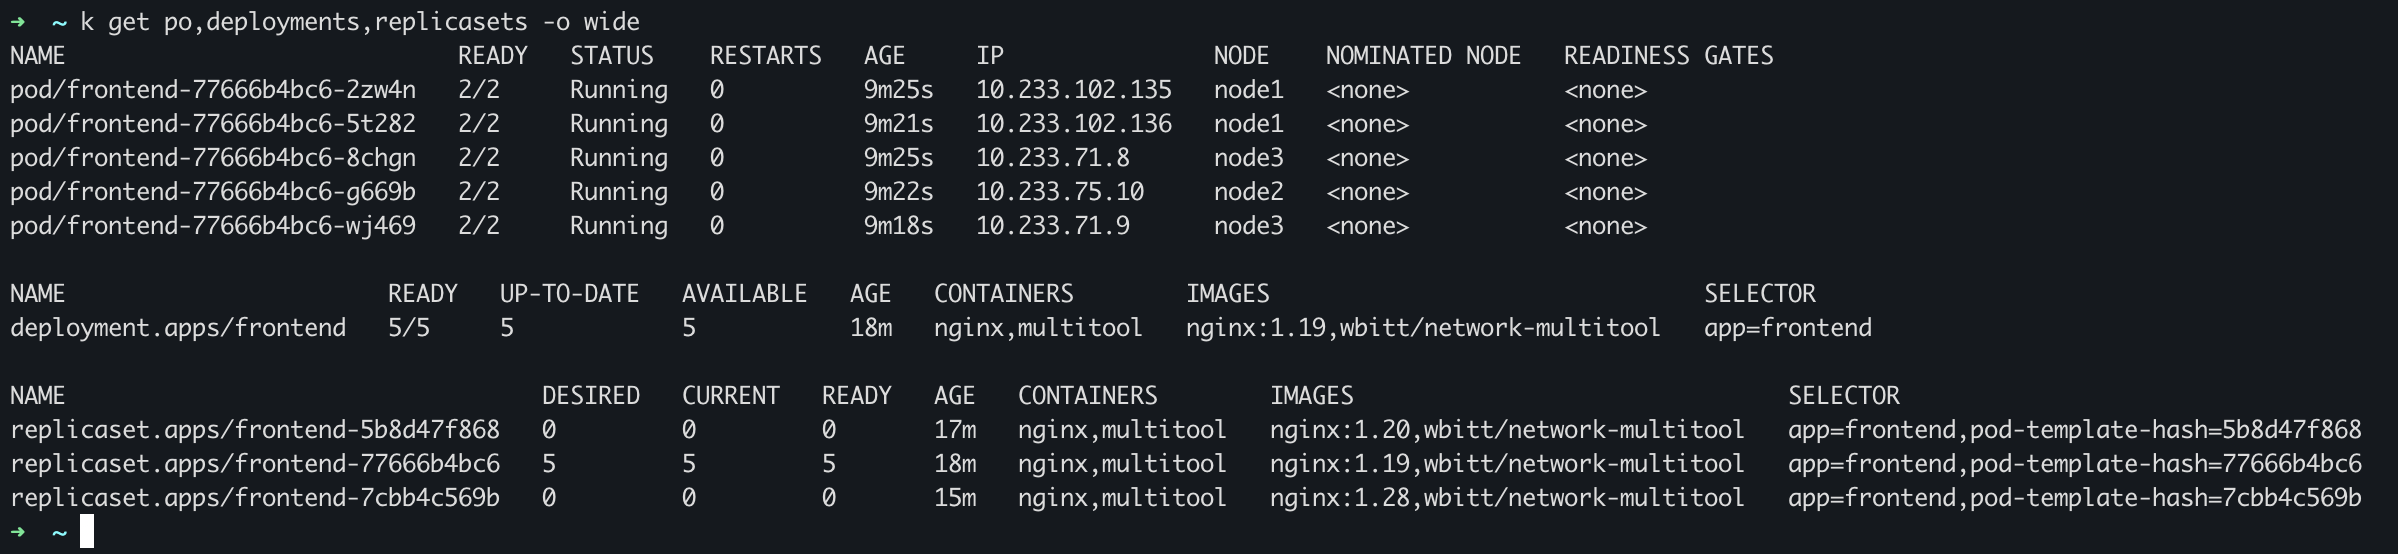 ➜  ~ k get po,deployments,replicasets -o wide
NAME                            READY   STATUS    RESTARTS   AGE     IP               NODE    NOMINATED NODE   READINESS GATES
pod/frontend-77666b4bc6-2zw4n   2/2     Running   0          9m25s   10.233.102.135   node1   <none>           <none>
pod/frontend-77666b4bc6-5t282   2/2     Running   0          9m21s   10.233.102.136   node1   <none>           <none>
pod/frontend-77666b4bc6-8chgn   2/2     Running   0          9m25s   10.233.71.8      node3   <none>           <none>
pod/frontend-77666b4bc6-g669b   2/2     Running   0          9m22s   10.233.75.10     node2   <none>           <none>
pod/frontend-77666b4bc6-wj469   2/2     Running   0          9m18s   10.233.71.9      node3   <none>           <none>

NAME                       READY   UP-TO-DATE   AVAILABLE   AGE   CONTAINERS        IMAGES                               SELECTOR
deployment.apps/frontend   5/5     5            5           18m   nginx,multitool   nginx:1.19,wbitt/network-multitool   app=frontend

NAME                                  DESIRED   CURRENT   READY   AGE   CONTAINERS        IMAGES                               SELECTOR
replicaset.apps/frontend-5b8d47f868   0         0         0       17m   nginx,multitool   nginx:1.20,wbitt/network-multitool   app=frontend,pod-template-hash=5b8d47f868
replicaset.apps/frontend-77666b4bc6   5         5         5       18m   nginx,multitool   nginx:1.19,wbitt/network-multitool   app=frontend,pod-template-hash=77666b4bc6
replicaset.apps/frontend-7cbb4c569b   0         0         0       15m   nginx,multitool   nginx:1.28,wbitt/network-multitool   app=frontend,pod-template-hash=7cbb4c569b
➜  ~